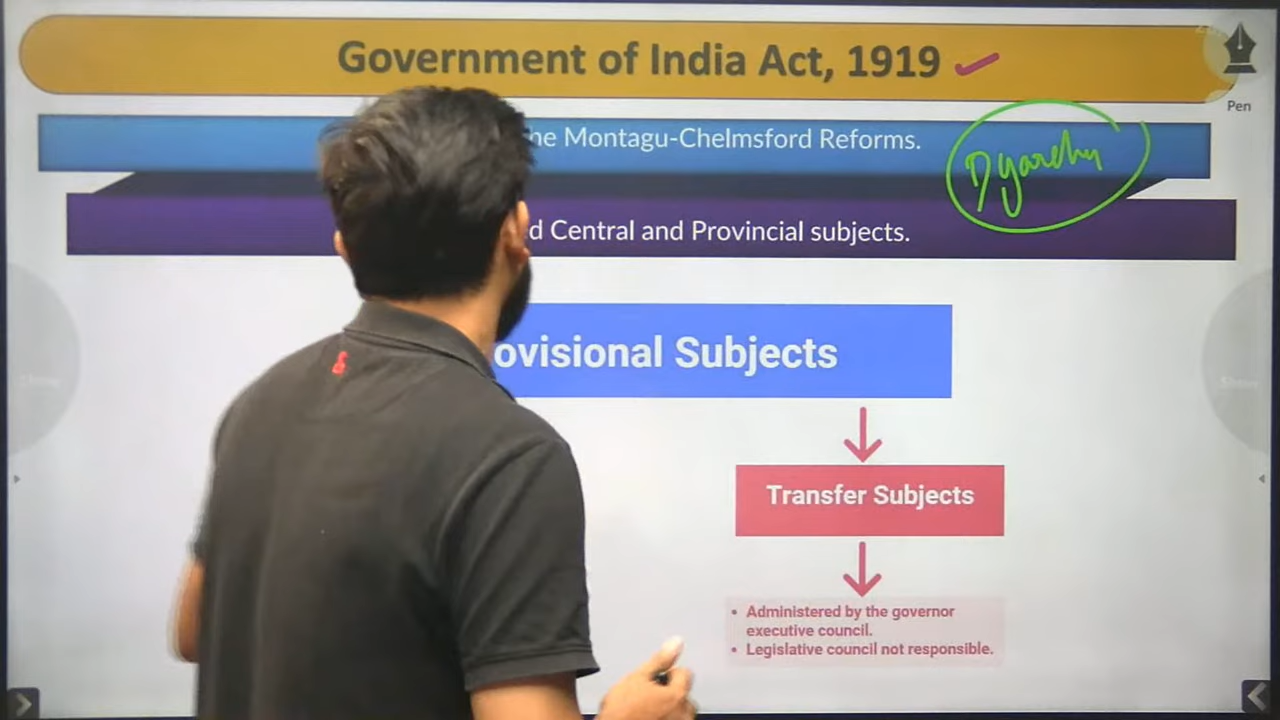 Government of India Act, 1919
Pen
he Montagu-Chelmsford Reforms.
d Central and Provincial subjects.
ovisional Subjects
Transfer Subjects
• Administered by the governor
executive council.
• Legislative council not responsible.